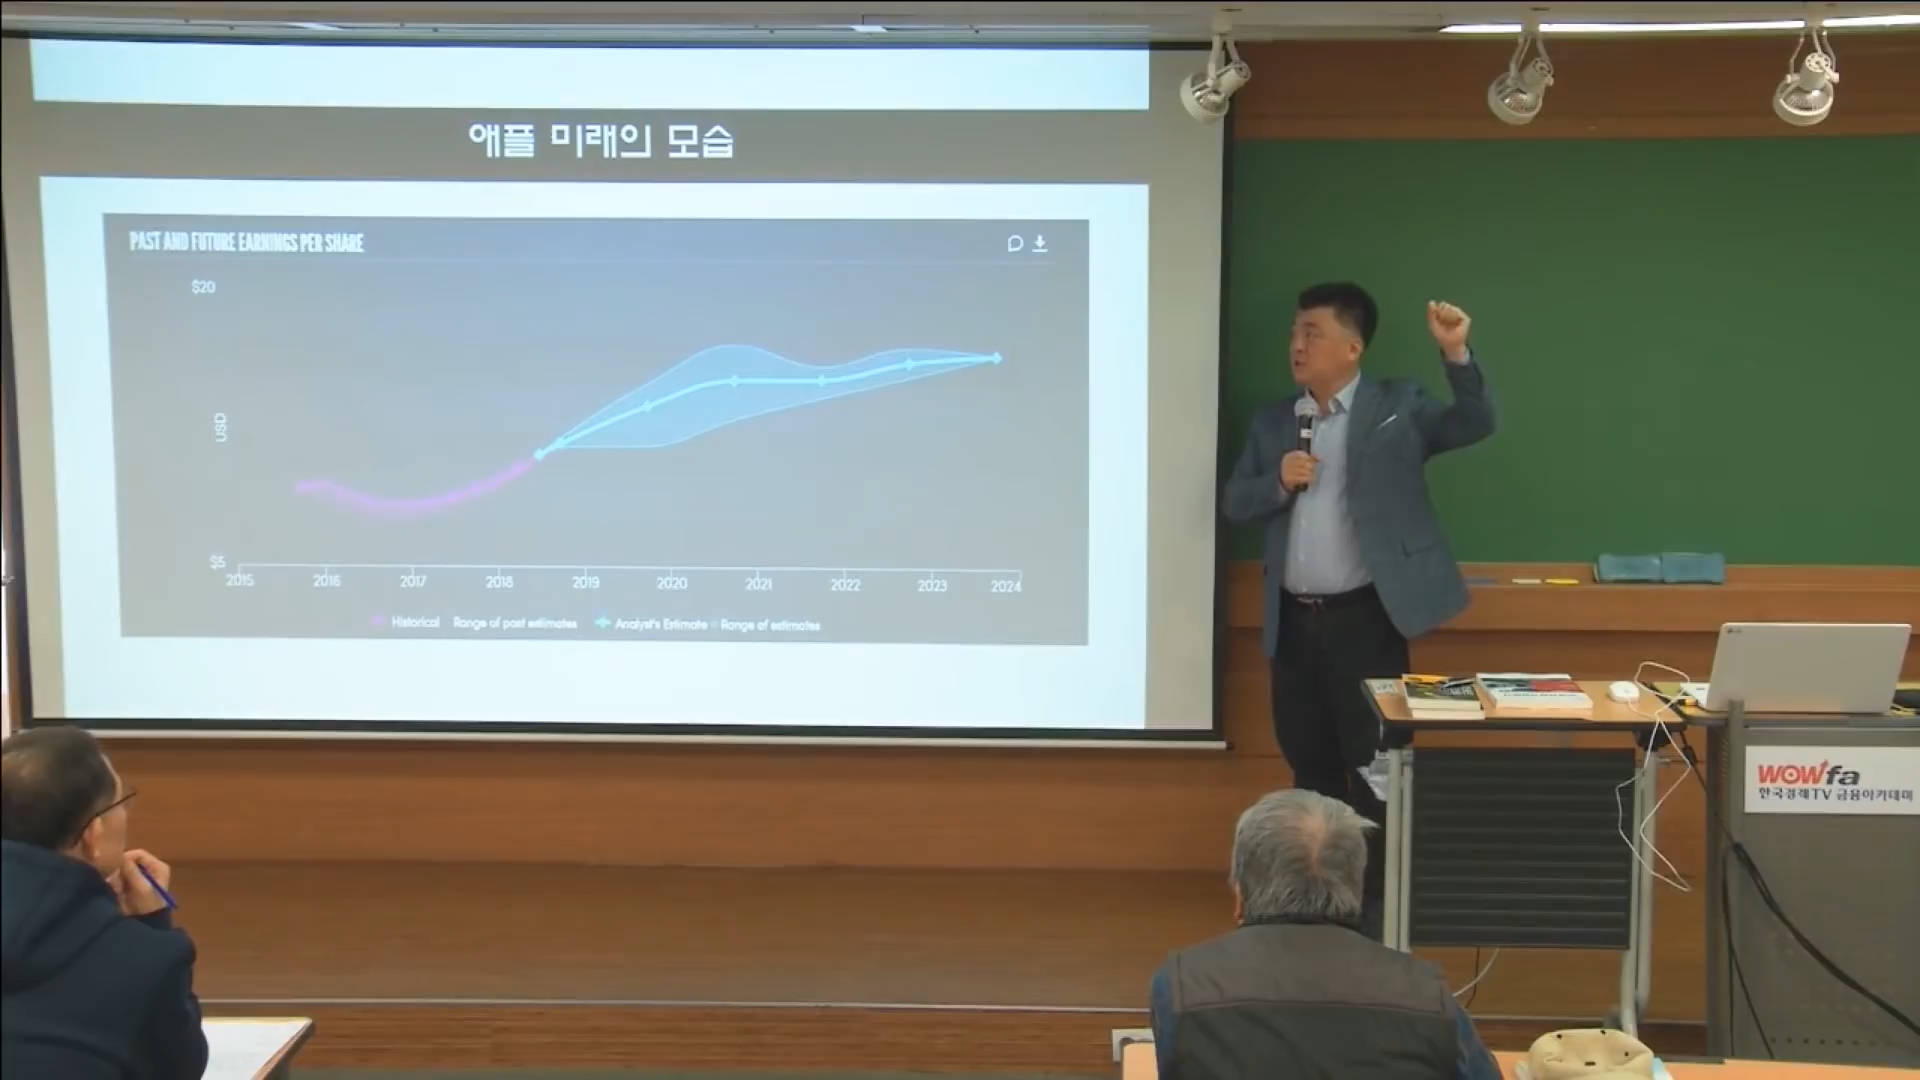 애플 미래의 모습
PAST AND FUTURE EARNINGS PER SHARE
$20
USD
$5
2015 2016 2017 2018 2019 2020 2021 2022 2023 2024
Historical Range of past estimates Analyst's Estimate Range of estimates
WOWfa
한국경제TV 금융아카데미